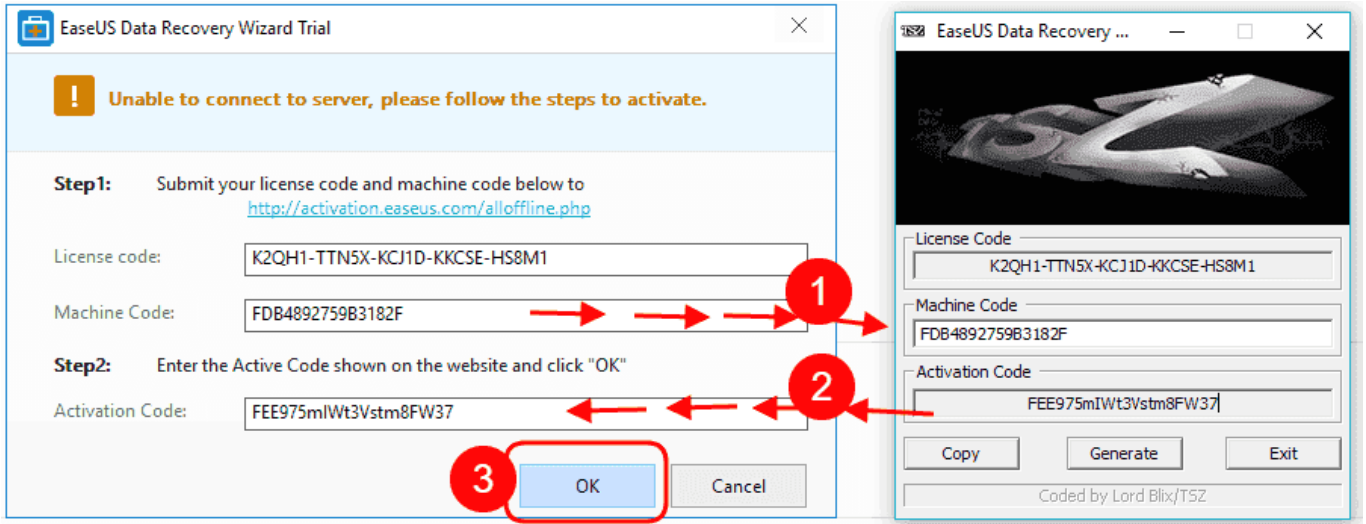 EaseUS Data Recovery Wizard Trial
Unable to connect to server, please follow the steps to activate.
Step1: Submit your license code and machine code below to
http://activation.easeus.com/alloffline.php
License code: K2QH1-TTN5X-KCJ1D-KKCSE-HS8M1
Machine Code: FDB4892759B3182F
1
Step2: Enter the Active Code shown on the website and click "OK"
2
Activation Code: FEE975mIWt3Vstm8FW37
3
OK Cancel
TSZ EaseUS Data Recovery ...
License Code
K2QH1-TTN5X-KCJ1D-KKCSE-HS8M1
Machine Code
FDB4892759B3182F
Activation Code
FEE975mIWt3Vstm8FW37
Copy Generate Exit
Coded by Lord Blix/TSZ